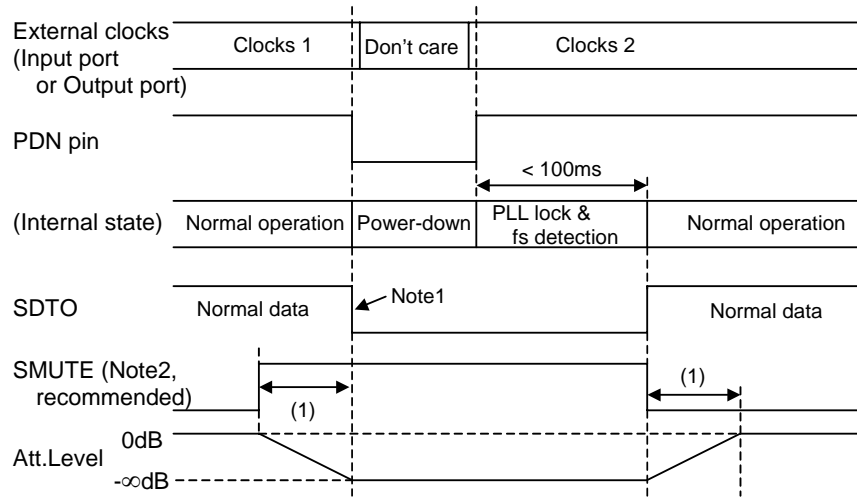 External clocks
(Input port
or Output port)
Clocks 1
Don't care
Clocks 2
PDN pin
< 100ms
(Internal state)
Normal operation
Power-down
PLL lock &
fs detection
Normal operation
SDTO
Normal data
Note1
Normal data
SMUTE (Note2,
recommended)
(1)
(1)
Att.Level
0dB
-∞dB